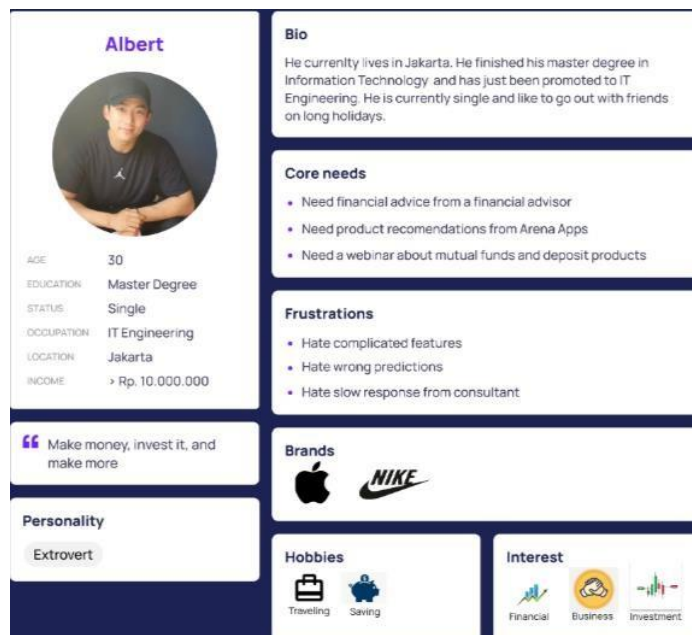 Albert
AGE 30
EDUCATION Master Degree
STATUS Single
OCCUPATION IT Engineering
LOCATION Jakarta
INCOME > Rp. 10.000.000
Make money, invest it, and
make more
Personality
Extrovert
Bio
He currenlty lives in Jakarta. He finished his master degree in
Information Technology and has just been promoted to IT
Engineering. He is currently single and like to go out with friends
on long holidays.
Core needs
• Need financial advice from a financial advisor
• Need product recomendations from Arena Apps
• Need a webinar about mutual funds and deposit products
Frustrations
• Hate complicated features
• Hate wrong predictions
• Hate slow response from consultant
Brands
NIKE
Hobbies
Traveling Saving
Interest
Financial Business Investment